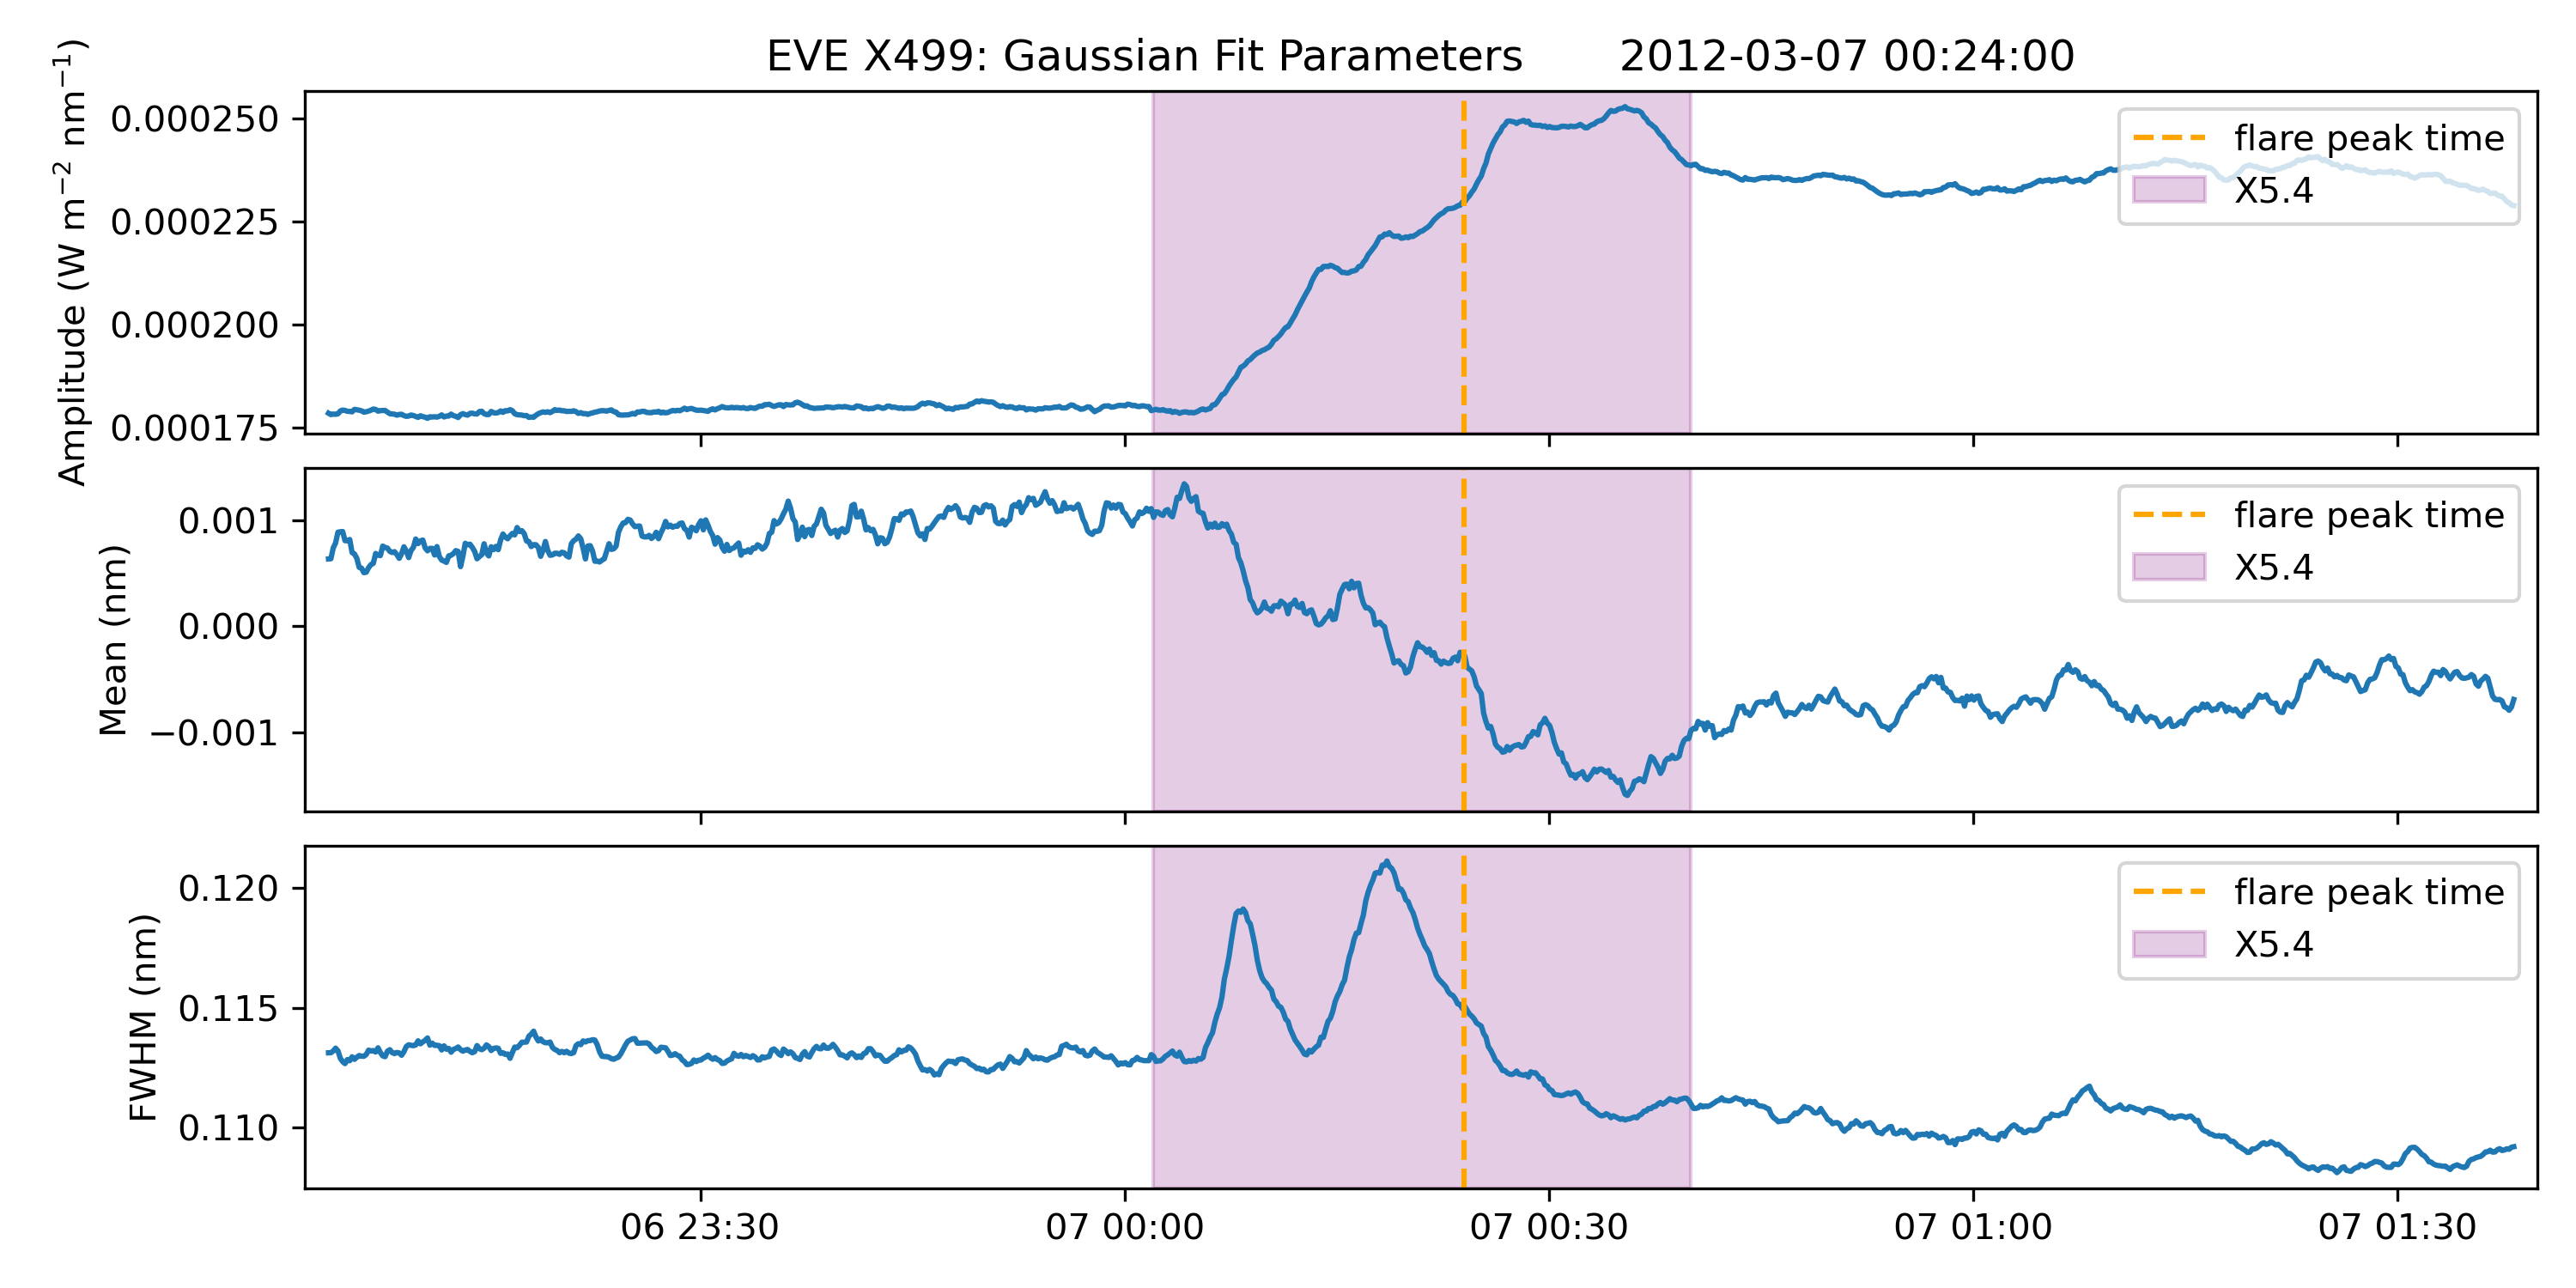 EVE X499: Gaussian Fit Parameters 2012-03-07 00:24:00
Amplitude (W m⁻² nm⁻¹)
0.000250
0.000225
0.000200
0.000175
flare peak time
X5.4
Mean (nm)
0.001
0.000
−0.001
flare peak time
X5.4
FWHM (nm)
0.120
0.115
0.110
flare peak time
X5.4
06 23:30 07 00:00 07 00:30 07 01:00 07 01:30